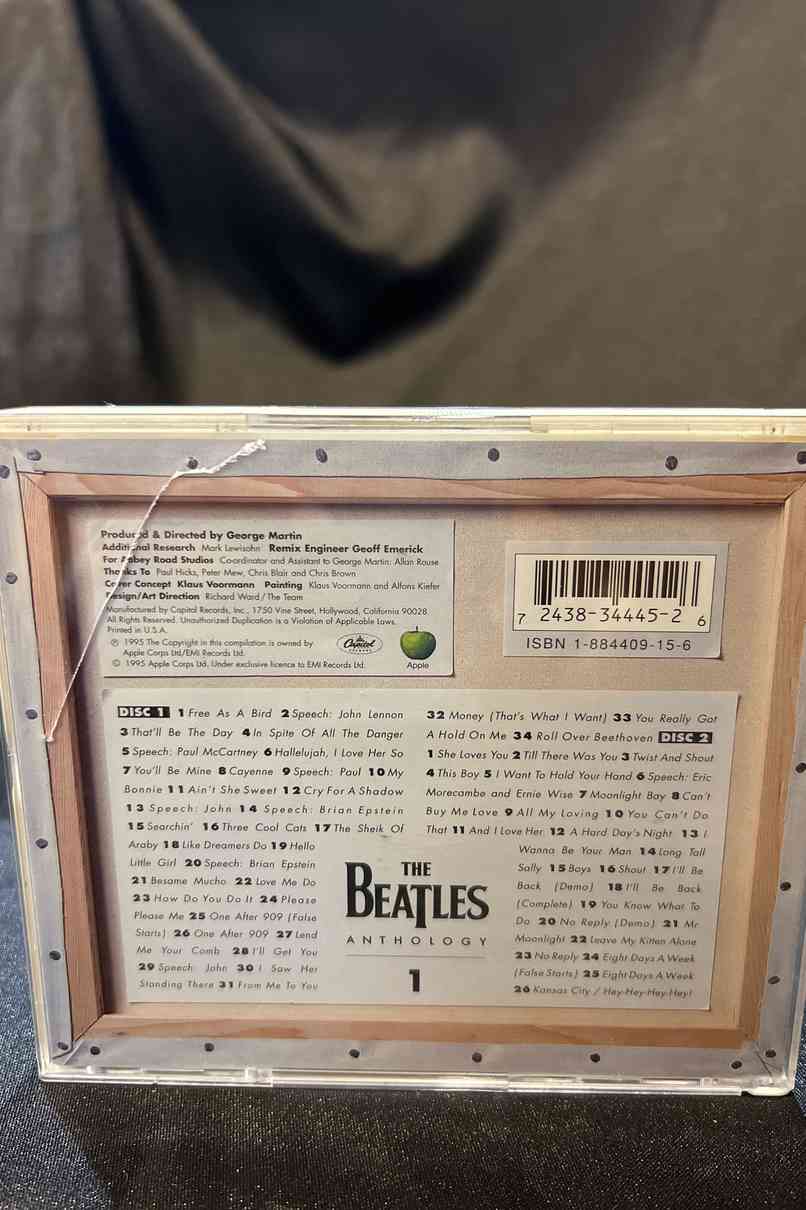 Produced & Directed by George Martin
Additional Research Mark Lewisohn Remix Engineer Geoff Emerick
For Abbey Road Studios Co-ordinator and Assistant to George Martin: Allan Rouse
Thanks To Paul Hicks, Peter Mew, Chris Blair and Chris Brown
Cover Concept Klaus Voormann Painting Klaus Voormann and Alfons Kiefer
Design/Art Direction Richard Ward/The Team
Manufactured by Capitol Records, Inc., 1750 Vine Street, Hollywood, California 90028.
All Rights Reserved. Unauthorized Duplication is a Violation of Applicable Laws.
Printed in U.S.A.
℗ 1995 The Copyright in this compilation is owned by
Apple Corps Ltd/EMI Records Ltd.
© 1995 Apple Corps Ltd. Under exclusive licence to EMI Records Ltd.
Capitol
Apple
7 2438-34445-2 6
ISBN 1-884409-15-6
DISC 1 1 Free As A Bird 2 Speech: John Lennon
3 That'll Be The Day 4 In Spite Of All The Danger
5 Speech: Paul McCartney 6 Hallelujah, I Love Her So
7 You'll Be Mine 8 Cayenne 9 Speech: Paul 10 My
Bonnie 11 Ain't She Sweet 12 Cry For A Shadow
13 Speech: John 14 Speech: Brian Epstein
15 Searchin' 16 Three Cool Cats 17 The Sheik Of
Araby 18 Like Dreamers Do 19 Hello
Little Girl 20 Speech: Brian Epstein
21 Besame Mucho 22 Love Me Do
23 How Do You Do It 24 Please
Please Me 25 One After 909 (False
Starts) 26 One After 909 27 Lend
Me Your Comb 28 I'll Get You
29 Speech: John 30 I Saw Her
Standing There 31 From Me To You
32 Money (That's What I Want) 33 You Really Got
A Hold On Me 34 Roll Over Beethoven DISC 2
1 She Loves You 2 Till There Was You 3 Twist And Shout
4 This Boy 5 I Want To Hold Your Hand 6 Speech: Eric
Morecambe and Ernie Wise 7 Moonlight Bay 8 Can't
Buy Me Love 9 All My Loving 10 You Can't Do
That 11 And I Love Her 12 A Hard Day's Night 13 I
Wanna Be Your Man 14 Long Tall
Sally 15 Boys 16 Shout 17 I'll Be
Back (Demo) 18 I'll Be Back
(Complete) 19 You Know What To
Do 20 No Reply (Demo) 21 Mr
Moonlight 22 Leave My Kitten Alone
23 No Reply 24 Eight Days A Week
(False Starts) 25 Eight Days A Week
26 Kansas City / Hey-Hey-Hey-Hey!
THE
BEATLES
ANTHOLOGY
1